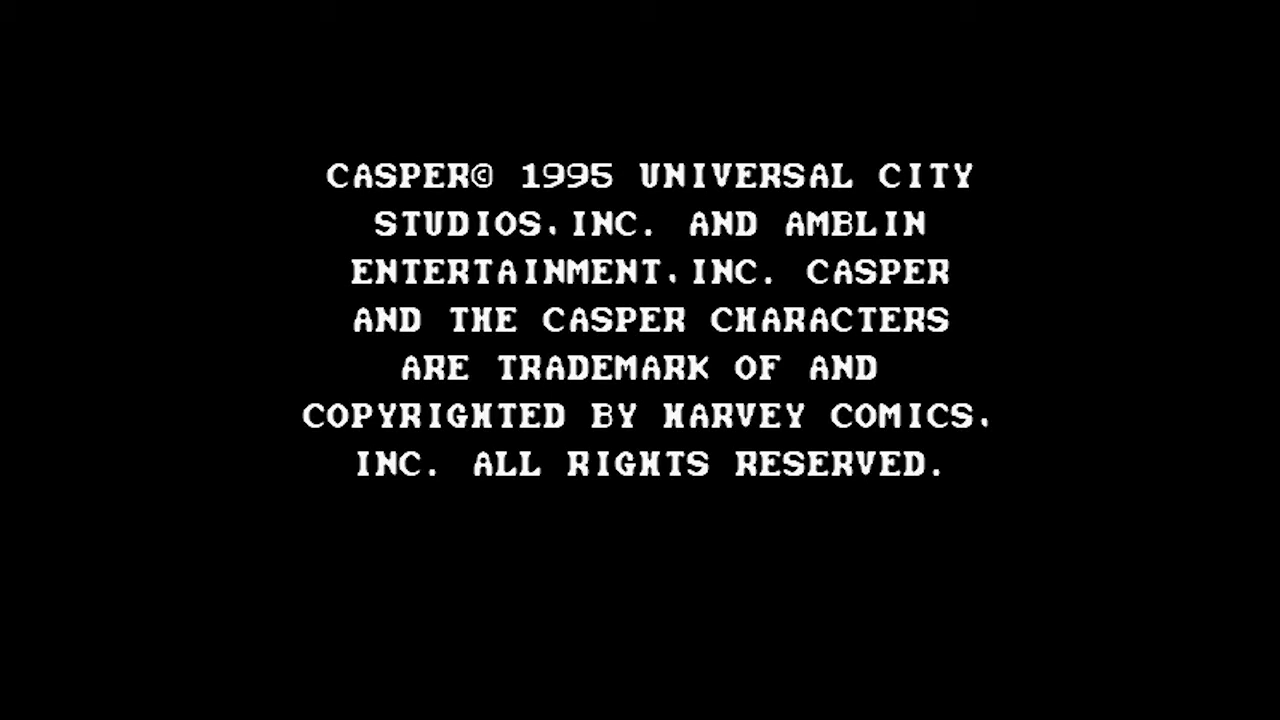 CASPER© 1995 UNIVERSAL CITY
STUDIOS,INC. AND AMBLIN
ENTERTAINMENT,INC. CASPER
AND THE CASPER CHARACTERS
ARE TRADEMARK OF AND
COPYRIGHTED BY HARVEY COMICS,
INC. ALL RIGHTS RESERVED.